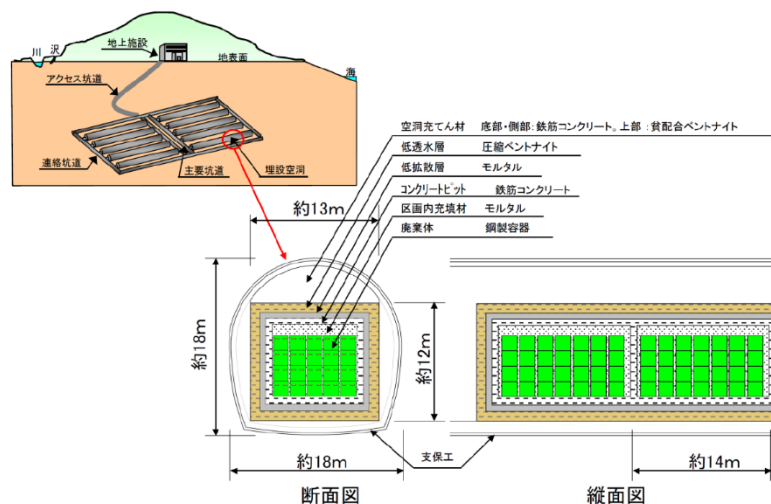 川 沢
地上施設
地表面
海
アクセス坑道
連絡坑道
主要坑道
埋設空洞
空洞充てん材 底部・側部:鉄筋コンクリート。上部:貧配合ベントナイト
低透水層 圧縮ベントナイト
低拡散層 モルタル
コンクリートピット 鉄筋コンクリート
区画内充填材 モルタル
廃棄体 鋼製容器
約13m
約18m
約12m
支保工
約18m
約14m
断面図
縦面図